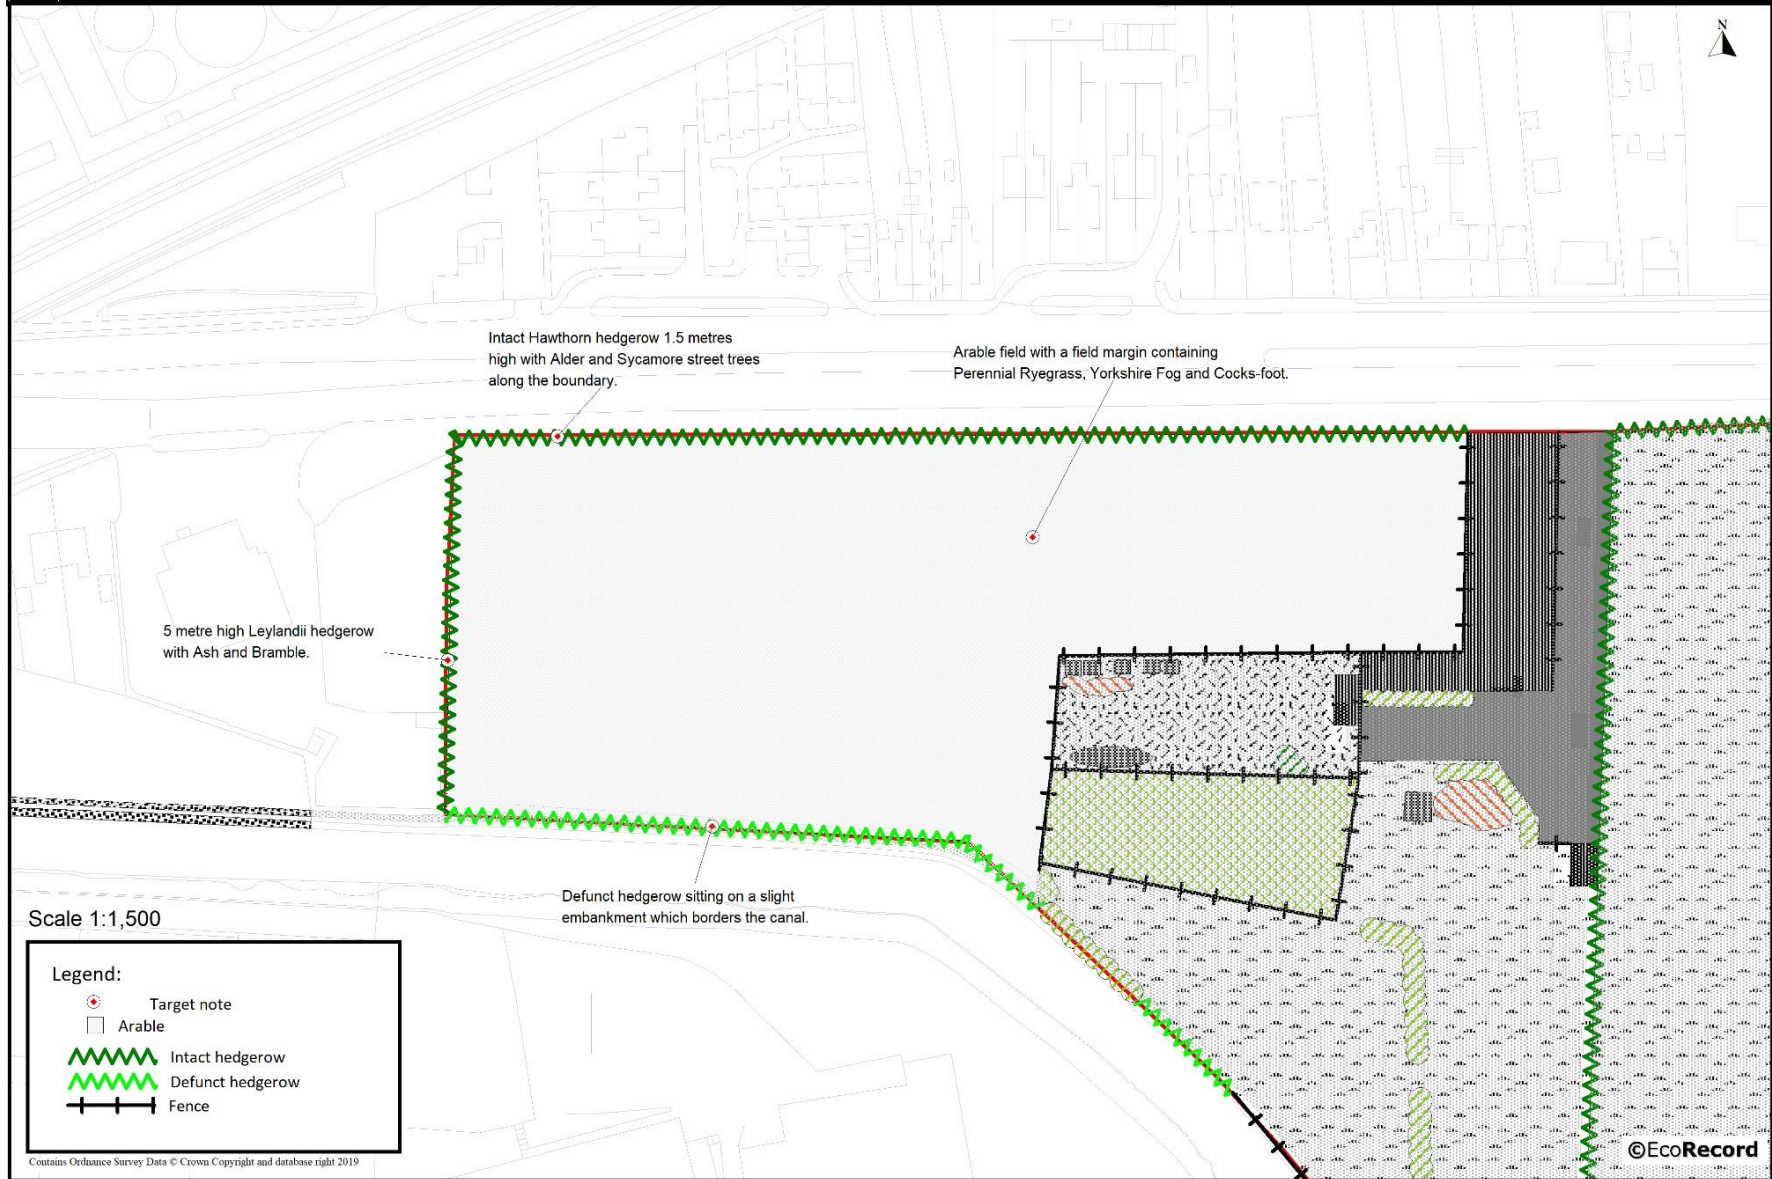 N
Intact Hawthorn hedgerow 1.5 metres
high with Alder and Sycamore street trees
along the boundary.
Arable field with a field margin containing
Perennial Ryegrass, Yorkshire Fog and Cocks-foot.
5 metre high Leylandii hedgerow
with Ash and Bramble.
Defunct hedgerow sitting on a slight
embankment which borders the canal.
Scale 1:1,500
Legend:
Target note
Arable
Intact hedgerow
Defunct hedgerow
Fence
Contains Ordnance Survey Data © Crown Copyright and database right 2019
©EcoRecord